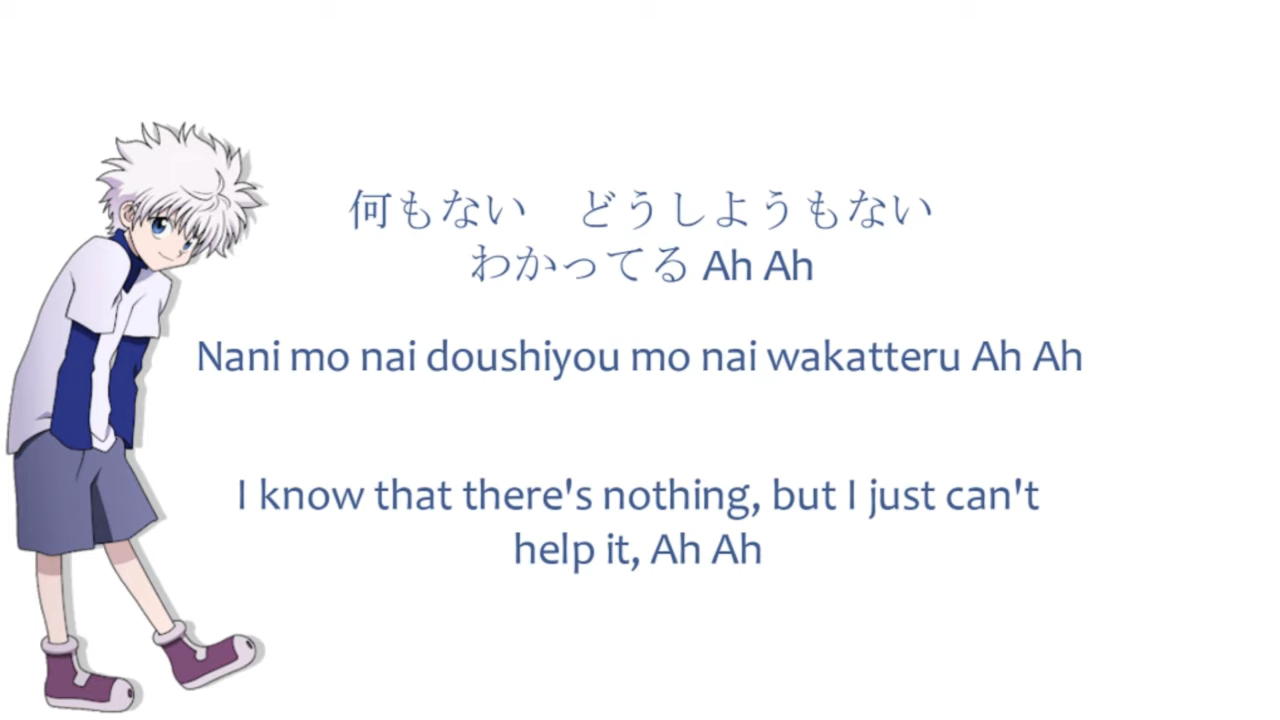 何もない　どうしようもない
わかってる Ah Ah
Nani mo nai doushiyou mo nai wakatteru Ah Ah
I know that there's nothing, but I just can't
help it, Ah Ah